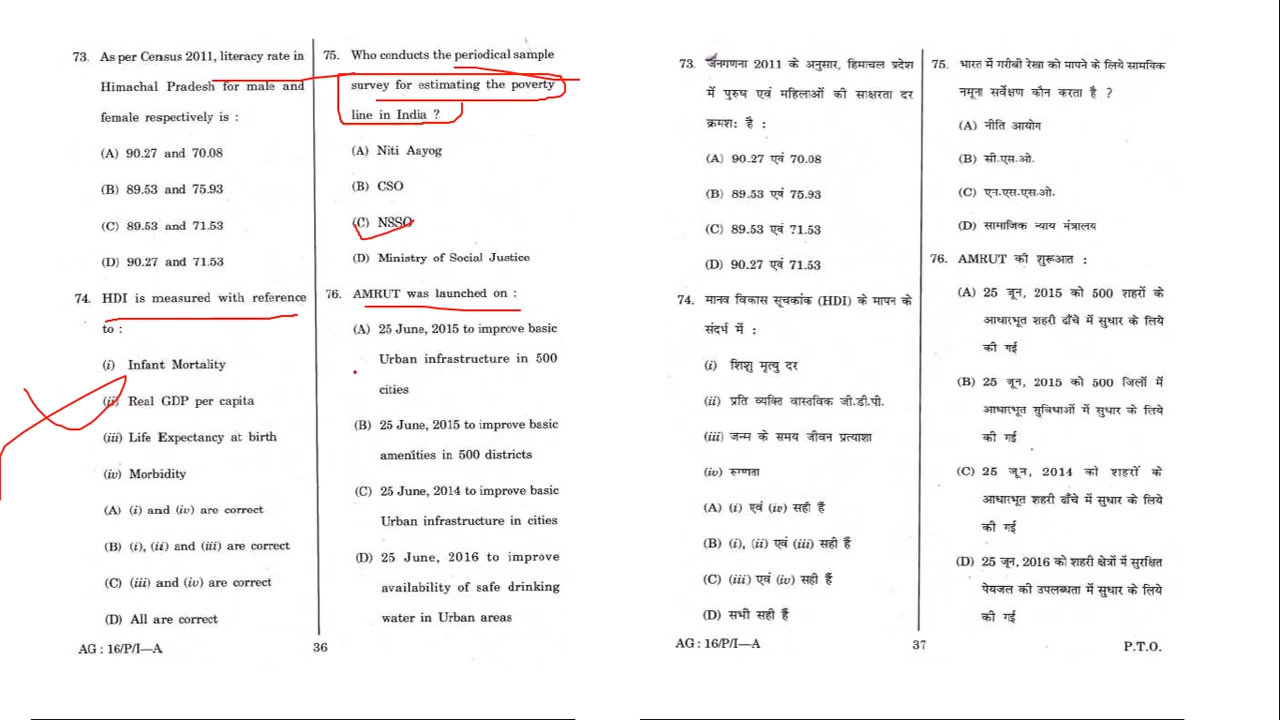 73. As per Census 2011, literacy rate in
Himachal Pradesh for male and
female respectively is :
(A) 90.27 and 70.08
(B) 89.53 and 75.93
(C) 89.53 and 71.53
(D) 90.27 and 71.53
74. HDI is measured with reference
to :
(i) Infant Mortality
(ii) Real GDP per capita
(iii) Life Expectancy at birth
(iv) Morbidity
(A) (i) and (iv) are correct
(B) (i), (ii) and (iii) are correct
(C) (iii) and (iv) are correct
(D) All are correct
75. Who conducts the periodical sample
survey for estimating the poverty
line in India ?
(A) Niti Aayog
(B) CSO
(C) NSSO
(D) Ministry of Social Justice
76. AMRUT was launched on :
(A) 25 June, 2015 to improve basic
Urban infrastructure in 500
cities
(B) 25 June, 2015 to improve basic
amenities in 500 districts
(C) 25 June, 2014 to improve basic
Urban infrastructure in cities
(D) 25 June, 2016 to improve
availability of safe drinking
water in Urban areas
AG : 16/P/I—A
36
73. जनगणना 2011 के अनुसार, हिमाचल प्रदेश
में पुरुष एवं महिलाओं की साक्षरता दर
क्रमशः है :
(A) 90.27 एवं 70.08
(B) 89.53 एवं 75.93
(C) 89.53 एवं 71.53
(D) 90.27 एवं 71.53
74. मानव विकास सूचकांक (HDI) के मापन के
संदर्भ में :
(i) शिशु मृत्यु दर
(ii) प्रति व्यक्ति वास्तविक जी.डी.पी.
(iii) जन्म के समय जीवन प्रत्याशा
(iv) रुग्णता
(A) (i) एवं (iv) सही हैं
(B) (i), (ii) एवं (iii) सही हैं
(C) (iii) एवं (iv) सही हैं
(D) सभी सही हैं
75. भारत में गरीबी रेखा को मापने के लिये सामयिक
नमूना सर्वेक्षण कौन करता है ?
(A) नीति आयोग
(B) सी.एस.ओ.
(C) एन.एस.एस.ओ.
(D) सामाजिक न्याय मंत्रालय
76. AMRUT की शुरूआत :
(A) 25 जून, 2015 को 500 शहरों के
आधारभूत शहरी ढाँचे में सुधार के लिये
की गई
(B) 25 जून, 2015 को 500 जिलों में
आधारभूत सुविधाओं में सुधार के लिये
की गई
(C) 25 जून, 2014 को शहरों के
आधारभूत शहरी ढाँचे में सुधार के लिये
की गई
(D) 25 जून, 2016 को शहरी क्षेत्रों में सुरक्षित
पेयजल की उपलब्धता में सुधार के लिये
की गई
AG : 16/P/I—A
37
P.T.O.